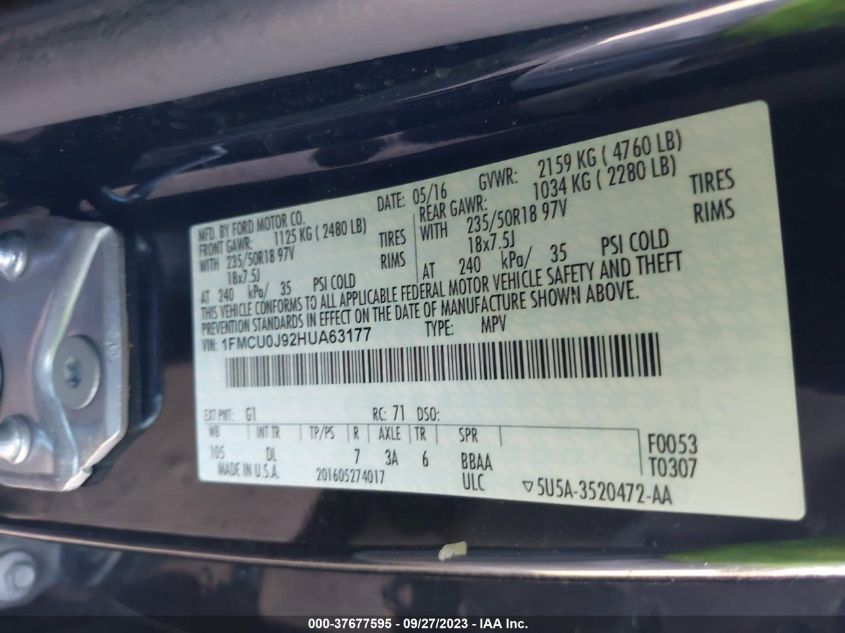 MFD. BY FORD MOTOR CO.
DATE: 05/16 GVWR: 2159 KG ( 4760 LB)
FRONT GAWR: 1125 KG ( 2480 LB)
REAR GAWR: 1034 KG ( 2280 LB)
WITH 235/50R18 97V TIRES
WITH 235/50R18 97V TIRES
18x7.5J RIMS
18x7.5J RIMS
AT 240 kPa/ 35 PSI COLD
AT 240 kPa/ 35 PSI COLD
THIS VEHICLE CONFORMS TO ALL APPLICABLE FEDERAL MOTOR VEHICLE SAFETY AND THEFT
PREVENTION STANDARDS IN EFFECT ON THE DATE OF MANUFACTURE SHOWN ABOVE.
VIN: 1FMCU0J92HUA63177 TYPE: MPV
EXT PNT: G1 RC: 71 DSO:
WB INT TR TP/PS R AXLE TR SPR
105 DL 7 3A 6 BBAA
F0053
T0307
MADE IN U.S.A. 201605274017 ULC ▽5U5A-3520472-AA
000-37677595 - 09/27/2023 - IAA Inc.